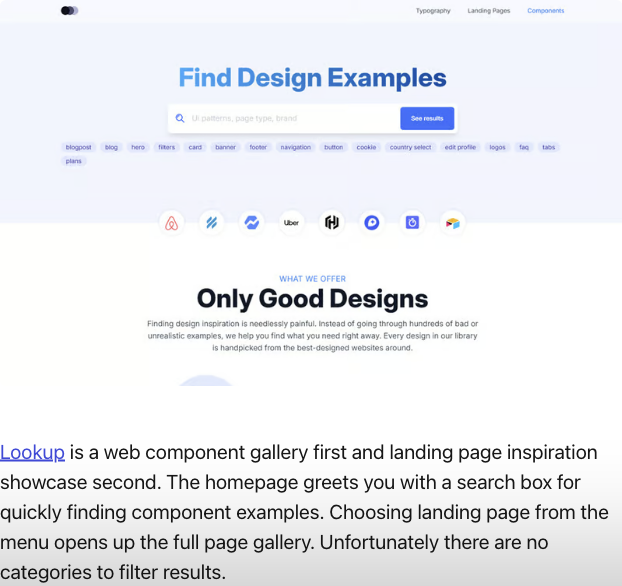 Typography Landing Pages Components
Find Design Examples
UI patterns, page type, brand See results
blogpost blog hero filters card banner footer navigation button cookie country select edit profile logos faq tabs
plans
Uber
WHAT WE OFFER
Only Good Designs
Finding design inspiration is needlessly painful. Instead of going through hundreds of bad or
unrealistic examples, we help you find what you need right away. Every design in our library
is handpicked from the best-designed websites around.
Lookup is a web component gallery first and landing page inspiration
showcase second. The homepage greets you with a search box for
quickly finding component examples. Choosing landing page from the
menu opens up the full page gallery. Unfortunately there are no
categories to filter results.